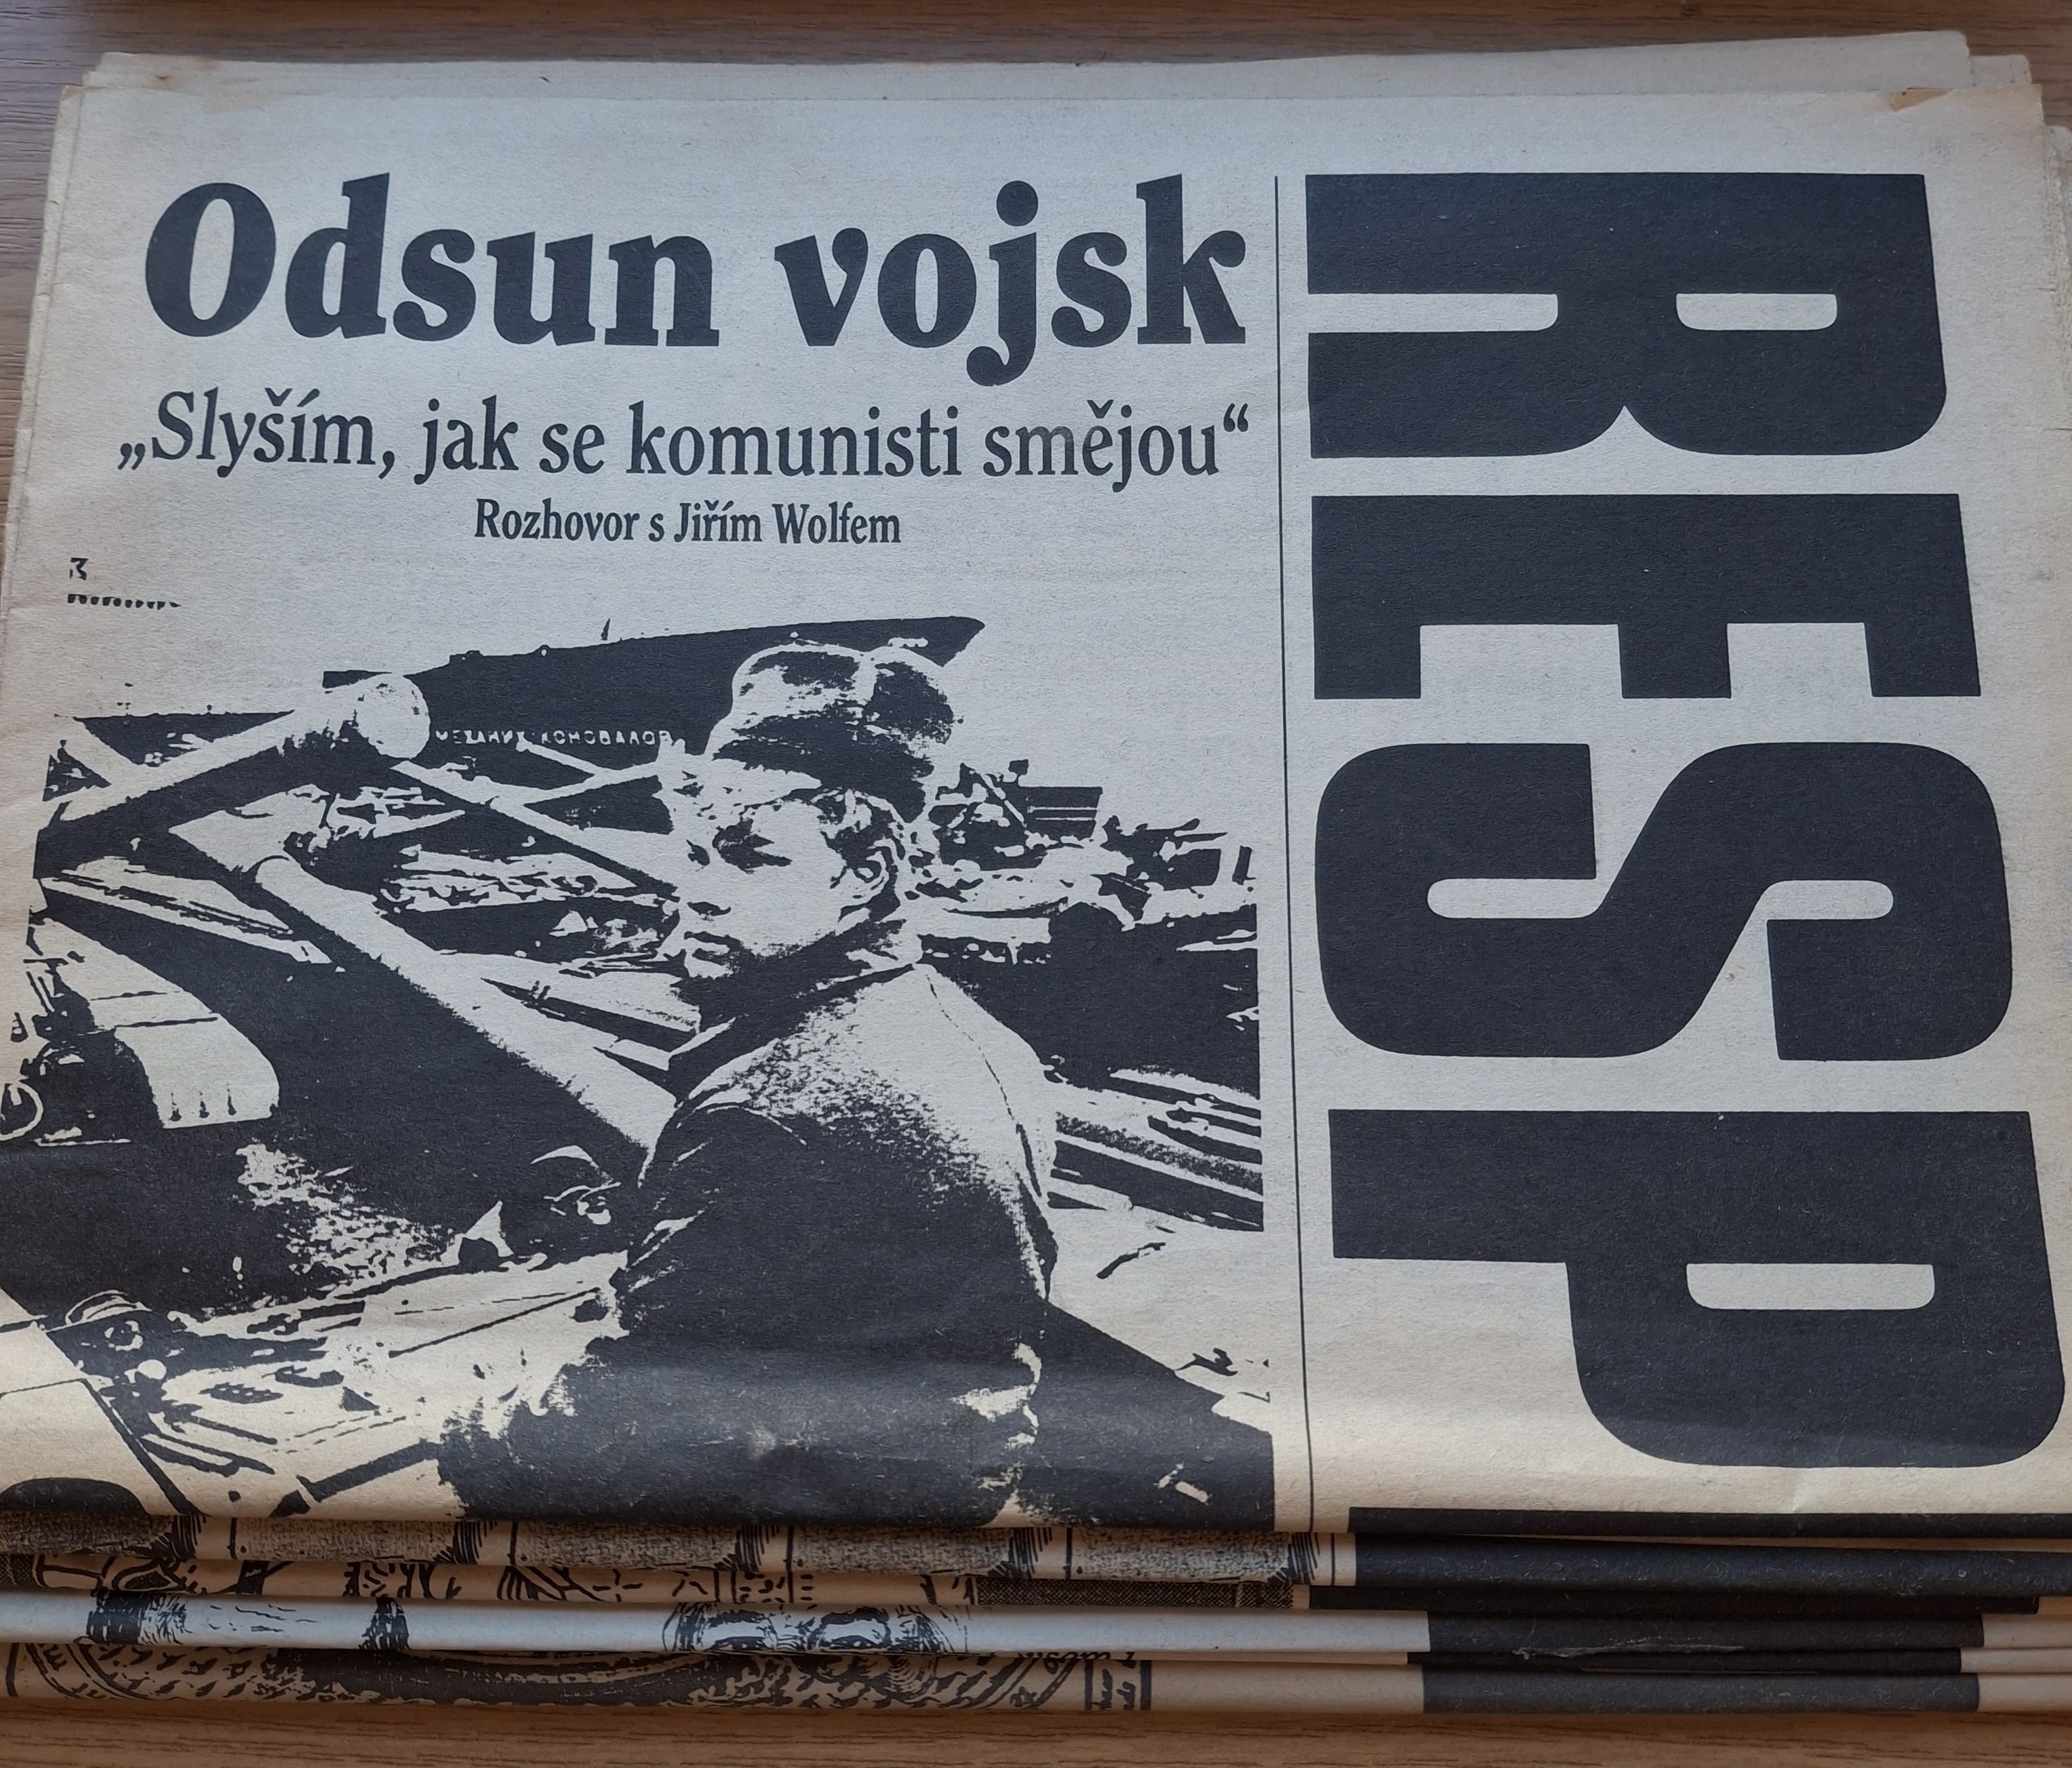 Odsun vojsk
„Slyším, jak se komunisti smějou“
Rozhovor s Jiřím Wolfem
RESP